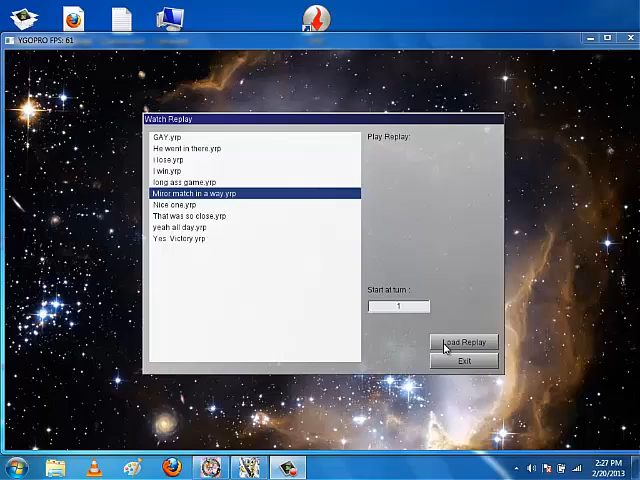 YGOPRO FPS: 61
Watch Replay
GAY.yrp
He went in there.yrp
i lose.yrp
I win.yrp
long ass game.yrp
Miror match in a way.yrp
Nice one.yrp
That was so close.yrp
yeah all day.yrp
Yes Victory.yrp
Play Replay:
Start at turn :
1
Load Replay
Exit
2:27 PM
2/20/2013